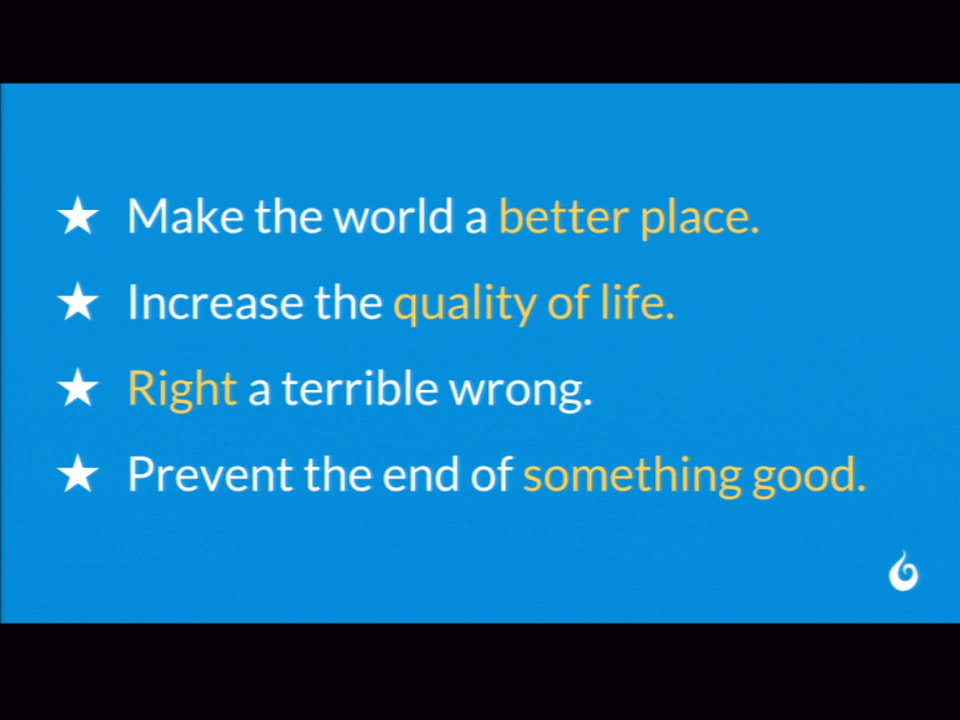 ★ Make the world a better place.
★ Increase the quality of life.
★ Right a terrible wrong.
★ Prevent the end of something good.